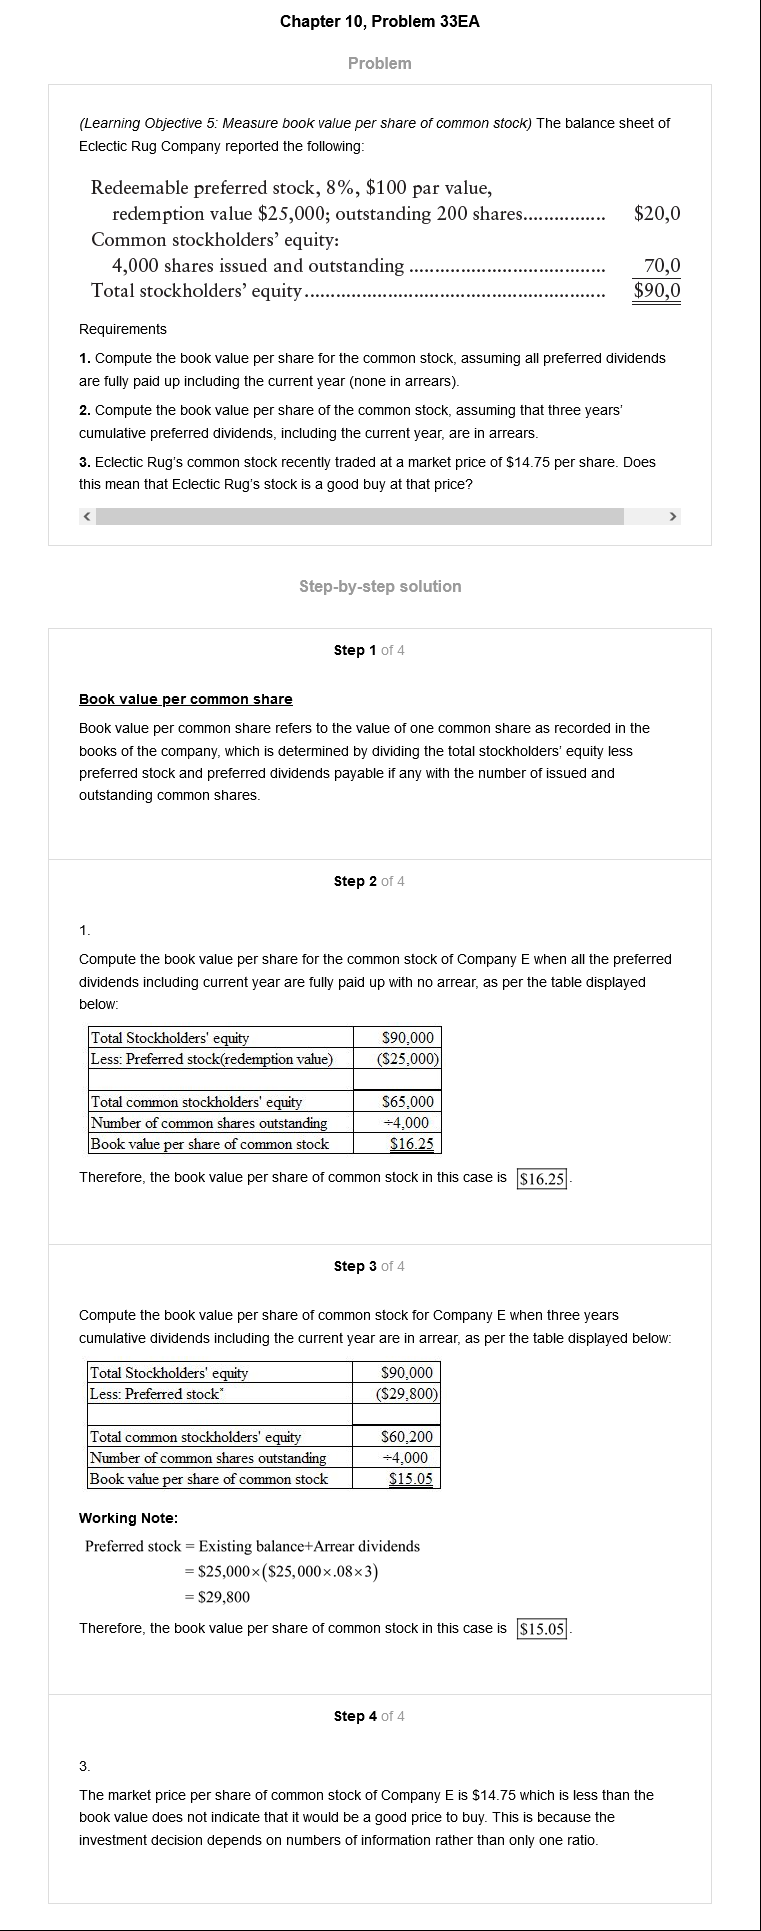 Chapter 10, Problem 33EA
Problem
(Learning Objective 5: Measure book value per share of common stock) The balance sheet of
Eclectic Rug Company reported the following:
Redeemable preferred stock, 8%, $100 par value,
redemption value $25,000; outstanding 200 shares................ $20,0
Common stockholders' equity:
4,000 shares issued and outstanding ...................................... 70,0
Total stockholders' equity.......................................................... $90,0
Requirements
1. Compute the book value per share for the common stock, assuming all preferred dividends
are fully paid up including the current year (none in arrears).
2. Compute the book value per share of the common stock, assuming that three years'
cumulative preferred dividends, including the current year, are in arrears.
3. Eclectic Rug's common stock recently traded at a market price of $14.75 per share. Does
this mean that Eclectic Rug's stock is a good buy at that price?
Step-by-step solution
Step 1 of 4
Book value per common share
Book value per common share refers to the value of one common share as recorded in the
books of the company, which is determined by dividing the total stockholders' equity less
preferred stock and preferred dividends payable if any with the number of issued and
outstanding common shares.
Step 2 of 4
1.
Compute the book value per share for the common stock of Company E when all the preferred
dividends including current year are fully paid up with no arrear, as per the table displayed
below:
Total Stockholders' equity $90,000
Less: Preferred stock(redemption value) ($25,000)
Total common stockholders' equity $65,000
Number of common shares outstanding ÷4,000
Book value per share of common stock $16.25
Therefore, the book value per share of common stock in this case is $16.25.
Step 3 of 4
Compute the book value per share of common stock for Company E when three years
cumulative dividends including the current year are in arrear, as per the table displayed below:
Total Stockholders' equity $90,000
Less: Preferred stock* ($29,800)
Total common stockholders' equity $60,200
Number of common shares outstanding ÷4,000
Book value per share of common stock $15.05
Working Note:
Preferred stock = Existing balance+Arrear dividends
= $25,000×($25,000×.08×3)
= $29,800
Therefore, the book value per share of common stock in this case is $15.05.
Step 4 of 4
3.
The market price per share of common stock of Company E is $14.75 which is less than the
book value does not indicate that it would be a good price to buy. This is because the
investment decision depends on numbers of information rather than only one ratio.